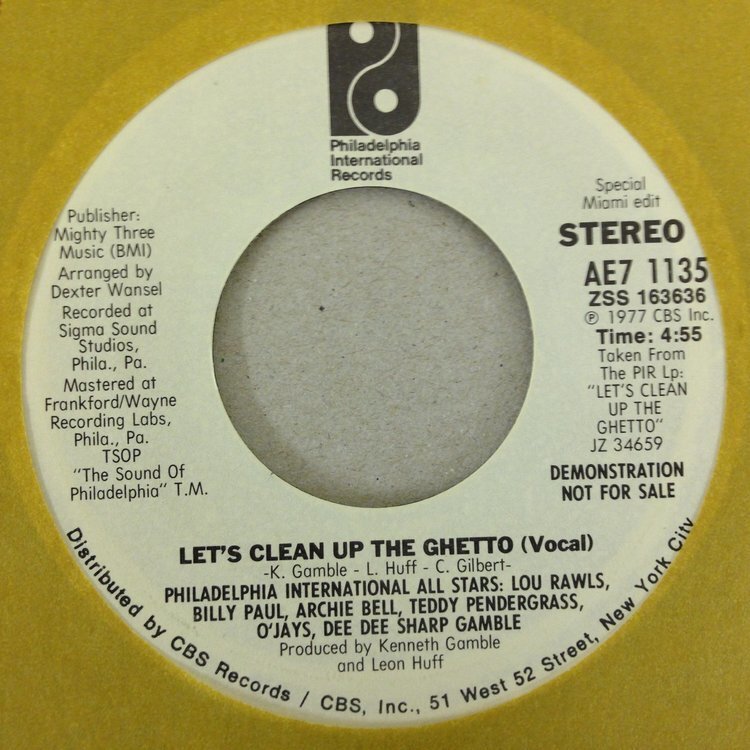 Philadelphia
International
Records
Publisher:
Mighty Three
Music (BMI)
Arranged by
Dexter Wansel
Recorded at
Sigma Sound
Studios,
Phila., Pa.
Mastered at
Frankford/Wayne
Recording Labs,
Phila., Pa.
TSOP
"The Sound Of
Philadelphia" T.M.
Special
Miami edit
STEREO
AE7 1135
ZSS 163636
℗ 1977 CBS Inc.
Time: 4:55
Taken From
The PIR Lp:
"LET'S CLEAN
UP THE
GHETTO"
JZ 34659
DEMONSTRATION
NOT FOR SALE
LET'S CLEAN UP THE GHETTO (Vocal)
-K. Gamble - L. Huff - C. Gilbert-
PHILADELPHIA INTERNATIONAL ALL STARS: LOU RAWLS,
BILLY PAUL, ARCHIE BELL, TEDDY PENDERGRASS,
O'JAYS, DEE DEE SHARP GAMBLE
Produced by Kenneth Gamble
and Leon Huff
Distributed by CBS Records / CBS, Inc., 51 West 52 Street, New York City